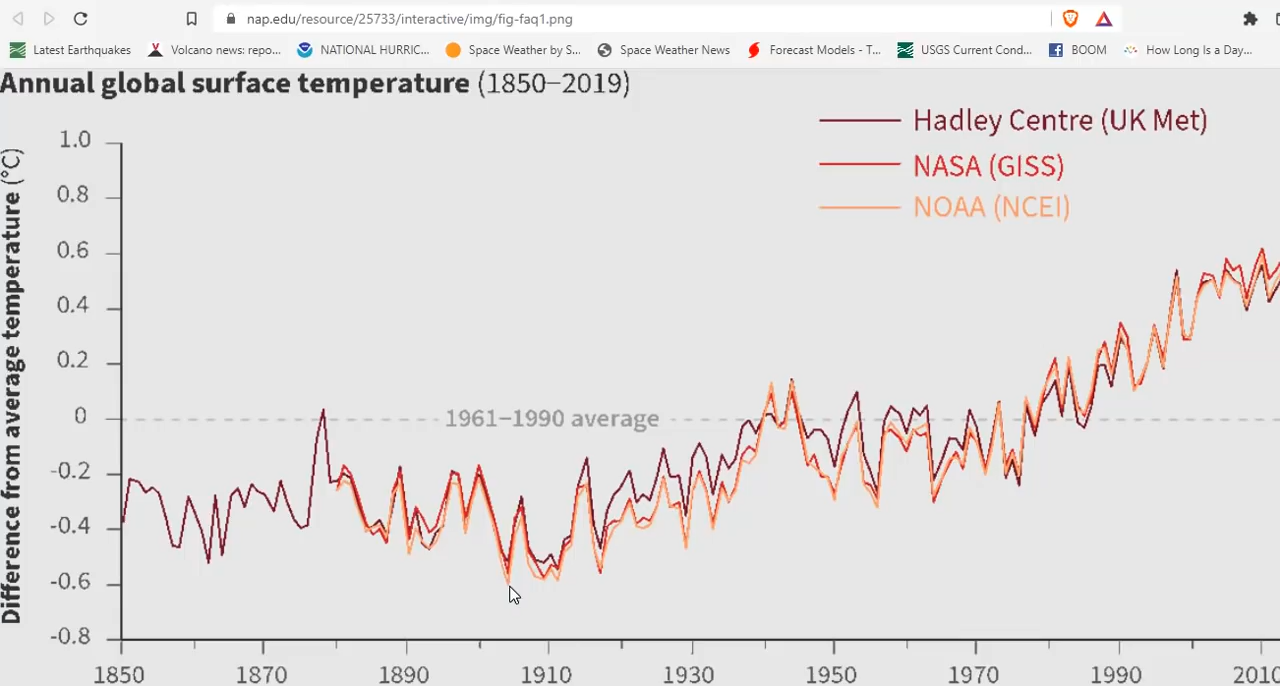 nap.edu/resource/25733/interactive/img/fig-faq1.png
Latest Earthquakes Volcano news: repo... NATIONAL HURRIC... Space Weather by S... Space Weather News Forecast Models - T... USGS Current Cond... BOOM How Long Is a Day...
Annual global surface temperature (1850–2019)
Hadley Centre (UK Met)
NASA (GISS)
NOAA (NCEI)
Difference from average temperature (°C)
1.0
0.8
0.6
0.4
0.2
0
1961–1990 average
-0.2
-0.4
-0.6
-0.8
1850 1870 1890 1910 1930 1950 1970 1990 2010